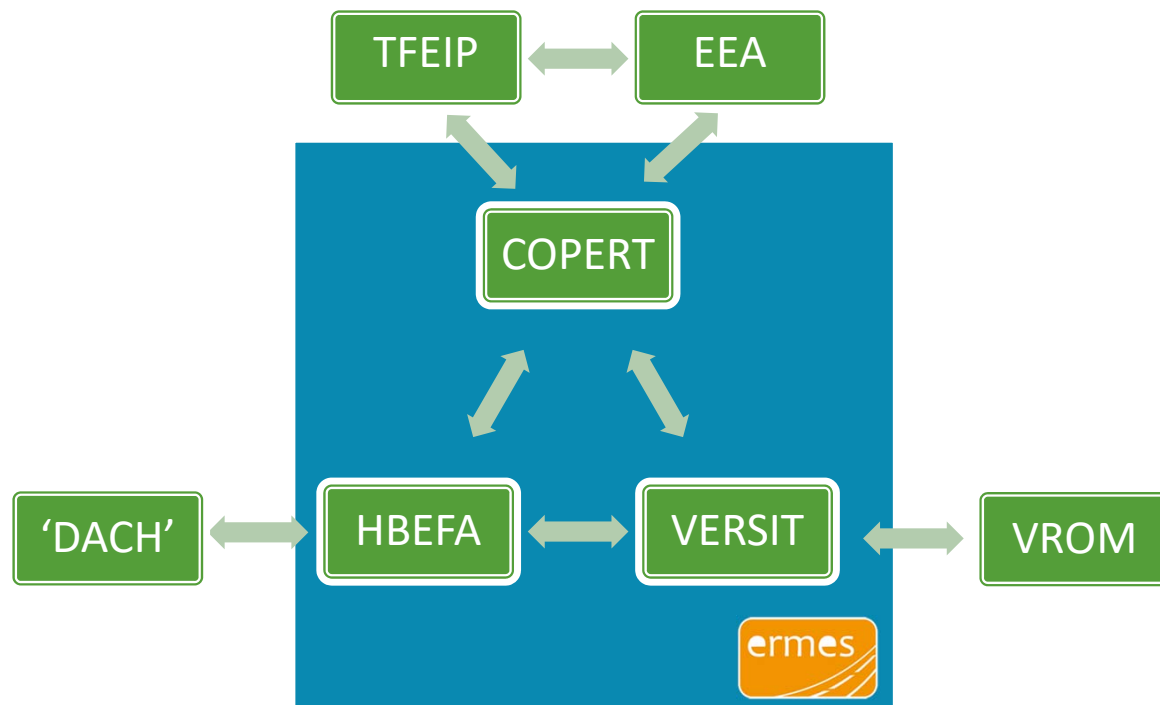 TFEIP
EEA
COPERT
‘DACH’
HBEFA
VERSIT
VROM
ermes